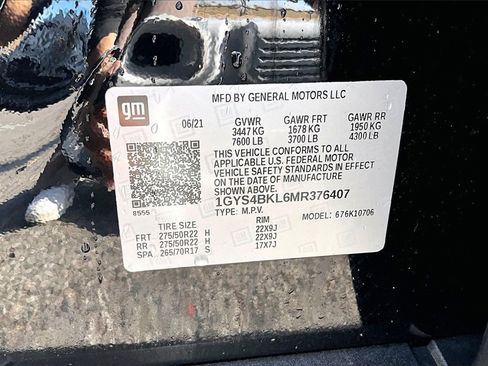 gm
MFD BY GENERAL MOTORS LLC
06/21 GVWR GAWR FRT GAWR RR
3447 KG 1678 KG 1950 KG
7600 LB 3700 LB 4300 LB
THIS VEHICLE CONFORMS TO ALL
APPLICABLE U.S. FEDERAL MOTOR
VEHICLE SAFETY STANDARDS IN EFFECT
ON THE DATE OF MANUFACTURE
SHOWN ABOVE.
1GYS4BKL6MR376407
8555 TYPE: M.P.V. MODEL: 676K10706
TIRE SIZE RIM
FRT 275/50R22 H 22X9J
RR 275/50R22 H 22X9J
SPA 265/70R17 S 17X7J